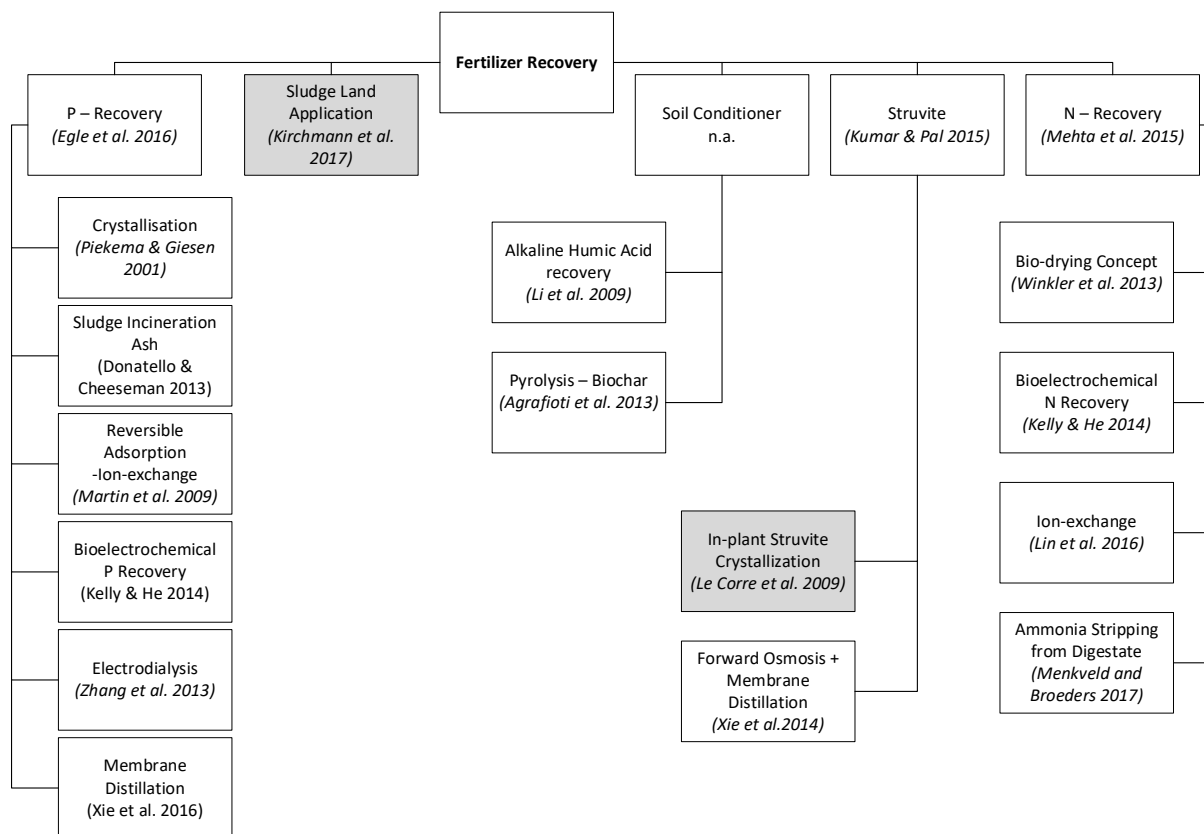 Fertilizer Recovery
P – Recovery
(Egle et al. 2016)
Sludge Land
Application
(Kirchmann et al.
2017)
Soil Conditioner
n.a.
Struvite
(Kumar & Pal 2015)
N – Recovery
(Mehta et al. 2015)
Crystallisation
(Piekema & Giesen
2001)
Sludge Incineration
Ash
(Donatello &
Cheeseman 2013)
Reversible
Adsorption
-Ion-exchange
(Martin et al. 2009)
Bioelectrochemical
P Recovery
(Kelly & He 2014)
Electrodialysis
(Zhang et al. 2013)
Membrane
Distillation
(Xie et al. 2016)
Alkaline Humic Acid
recovery
(Li et al. 2009)
Pyrolysis – Biochar
(Agrafioti et al. 2013)
In-plant Struvite
Crystallization
(Le Corre et al. 2009)
Forward Osmosis +
Membrane
Distillation
(Xie et al.2014)
Bio-drying Concept
(Winkler et al. 2013)
Bioelectrochemical
N Recovery
(Kelly & He 2014)
Ion-exchange
(Lin et al. 2016)
Ammonia Stripping
from Digestate
(Menkveld and
Broeders 2017)